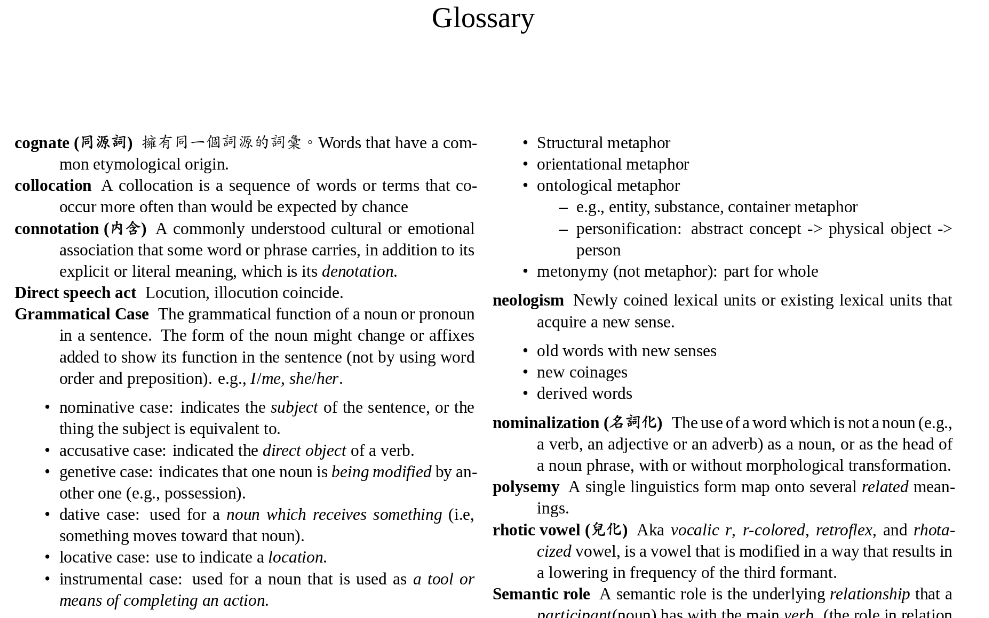 Glossary
cognate (同源詞) 擁有同一個詞源的詞彙。Words that have a com-
mon etymological origin.
collocation A collocation is a sequence of words or terms that co-
occur more often than would be expected by chance
connotation (內含) A commonly understood cultural or emotional
association that some word or phrase carries, in addition to its
explicit or literal meaning, which is its denotation.
Direct speech act Locution, illocution coincide.
Grammatical Case The grammatical function of a noun or pronoun
in a sentence. The form of the noun might change or affixes
added to show its function in the sentence (not by using word
order and preposition). e.g., I/me, she/her.
• nominative case: indicates the subject of the sentence, or the
thing the subject is equivalent to.
• accusative case: indicated the direct object of a verb.
• genetive case: indicates that one noun is being modified by an-
other one (e.g., possession).
• dative case: used for a noun which receives something (i.e,
something moves toward that noun).
• locative case: use to indicate a location.
• instrumental case: used for a noun that is used as a tool or
means of completing an action.
• Structural metaphor
• orientational metaphor
• ontological metaphor
– e.g., entity, substance, container metaphor
– personification: abstract concept -> physical object ->
person
• metonymy (not metaphor): part for whole
neologism Newly coined lexical units or existing lexical units that
acquire a new sense.
• old words with new senses
• new coinages
• derived words
nominalization (名詞化) The use of a word which is not a noun (e.g.,
a verb, an adjective or an adverb) as a noun, or as the head of
a noun phrase, with or without morphological transformation.
polysemy A single linguistics form map onto several related mean-
ings.
rhotic vowel (兒化) Aka vocalic r, r-colored, retroflex, and rhota-
cized vowel, is a vowel that is modified in a way that results in
a lowering in frequency of the third formant.
Semantic role A semantic role is the underlying relationship that a
participant(noun) has with the main verb. (the role in relation